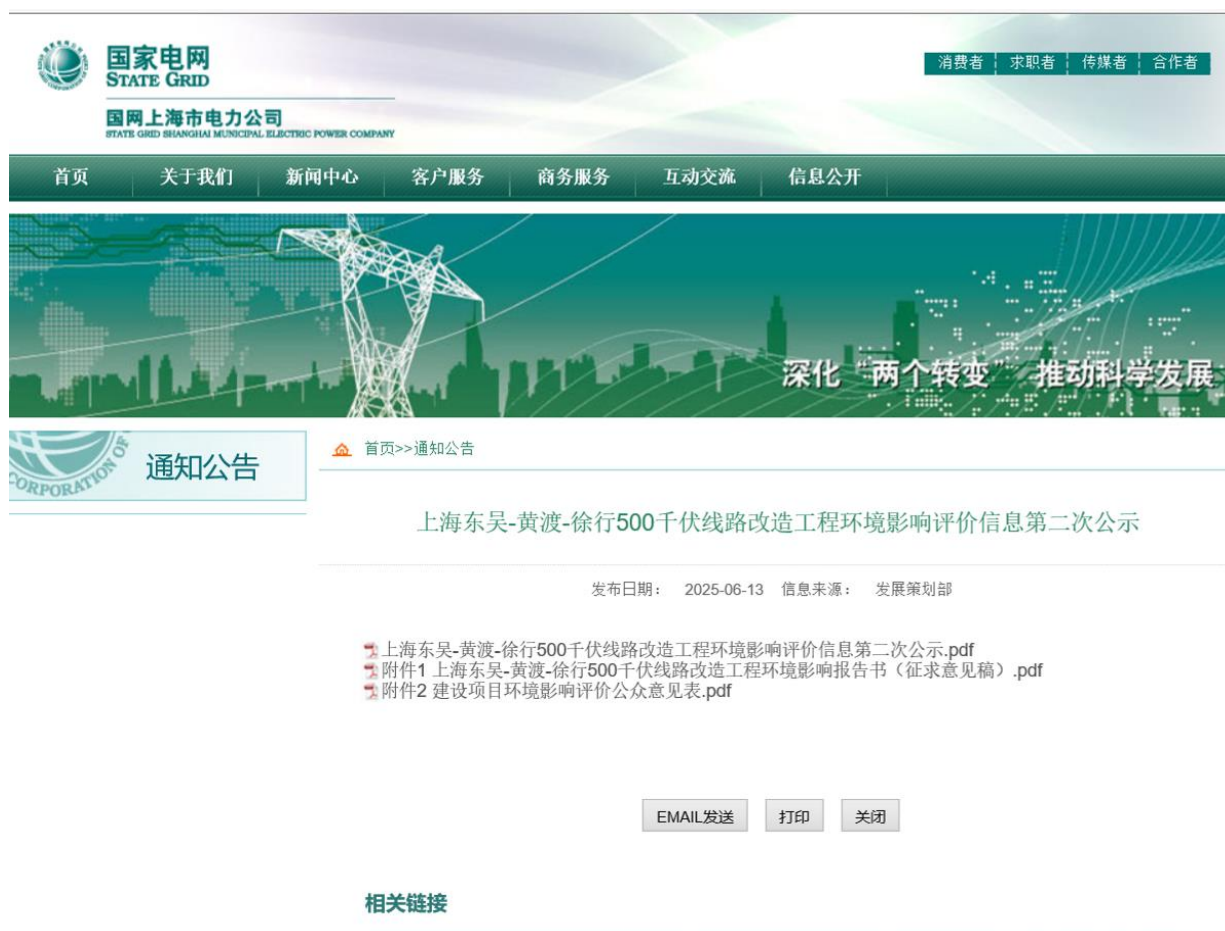 国家电网
STATE GRID
国网上海市电力公司
STATE GRID SHANGHAI MUNICIPAL ELECTRIC POWER COMPANY
消费者 求职者 传媒者 合作者
首页 关于我们 新闻中心 客户服务 商务服务 互动交流 信息公开
深化“两个转变” 推动科学发展
CORPORATION OF
通知公告
首页>>通知公告
上海东吴-黄渡-徐行500千伏线路改造工程环境影响评价信息第二次公示
发布日期： 2025-06-13 信息来源： 发展策划部
上海东吴-黄渡-徐行500千伏线路改造工程环境影响评价信息第二次公示.pdf
附件1 上海东吴-黄渡-徐行500千伏线路改造工程环境影响报告书（征求意见稿）.pdf
附件2 建设项目环境影响评价公众意见表.pdf
EMAIL发送 打印 关闭
相关链接